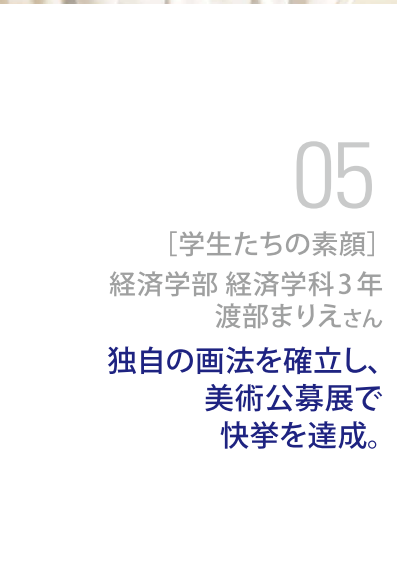 05
［学生たちの素顔］
経済学部 経済学科3年
渡部まりえさん
独自の画法を確立し、
美術公募展で
快挙を達成。